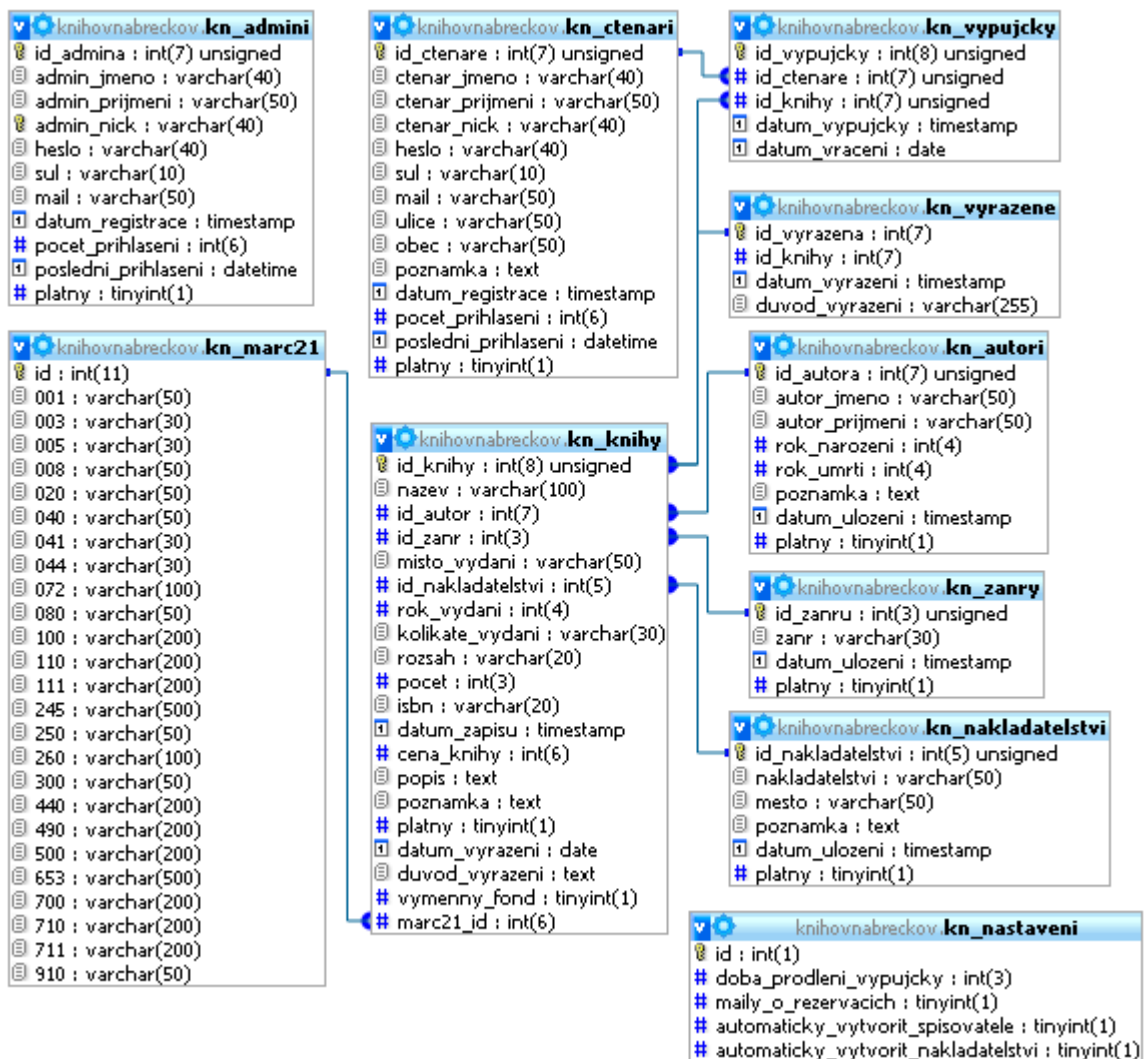 knihovnabreckov.kn_admini
id_admina : int(7) unsigned
admin_jmeno : varchar(40)
admin_prijmeni : varchar(50)
admin_nick : varchar(40)
heslo : varchar(40)
sul : varchar(10)
mail : varchar(50)
datum_registrace : timestamp
# pocet_prihlaseni : int(6)
posledni_prihlaseni : datetime
# platny : tinyint(1)
knihovnabreckov.kn_marc21
id : int(11)
001 : varchar(50)
003 : varchar(30)
005 : varchar(30)
008 : varchar(50)
020 : varchar(50)
040 : varchar(50)
041 : varchar(30)
044 : varchar(30)
072 : varchar(100)
080 : varchar(50)
100 : varchar(200)
110 : varchar(200)
111 : varchar(200)
245 : varchar(500)
250 : varchar(50)
260 : varchar(100)
300 : varchar(50)
440 : varchar(200)
490 : varchar(200)
500 : varchar(200)
653 : varchar(500)
700 : varchar(200)
710 : varchar(200)
711 : varchar(200)
910 : varchar(50)
knihovnabreckov.kn_ctenari
id_ctenare : int(7) unsigned
ctenar_jmeno : varchar(40)
ctenar_prijmeni : varchar(50)
ctenar_nick : varchar(40)
heslo : varchar(40)
sul : varchar(10)
mail : varchar(50)
ulice : varchar(50)
obec : varchar(50)
poznamka : text
datum_registrace : timestamp
# pocet_prihlaseni : int(6)
posledni_prihlaseni : datetime
# platny : tinyint(1)
knihovnabreckov.kn_knihy
id_knihy : int(8) unsigned
nazev : varchar(100)
# id_autor : int(7)
# id_zanr : int(3)
misto_vydani : varchar(50)
# id_nakladatelstvi : int(5)
# rok_vydani : int(4)
kolikate_vydani : varchar(30)
rozsah : varchar(20)
# pocet : int(3)
isbn : varchar(20)
datum_zapisu : timestamp
# cena_knihy : int(6)
popis : text
poznamka : text
# platny : tinyint(1)
datum_vyrazeni : date
duvod_vyrazeni : text
# vymenny_fond : tinyint(1)
# marc21_id : int(6)
knihovnabreckov.kn_vypujcky
id_vypujcky : int(8) unsigned
# id_ctenare : int(7) unsigned
# id_knihy : int(7) unsigned
datum_vypujcky : timestamp
datum_vraceni : date
knihovnabreckov.kn_vyrazene
id_vyrazena : int(7)
# id_knihy : int(7)
datum_vyrazeni : timestamp
duvod_vyrazeni : varchar(255)
knihovnabreckov.kn_autori
id_autora : int(7) unsigned
autor_jmeno : varchar(50)
autor_prijmeni : varchar(50)
# rok_narozeni : int(4)
# rok_umrti : int(4)
poznamka : text
datum_ulozeni : timestamp
# platny : tinyint(1)
knihovnabreckov.kn_zanry
id_zanru : int(3) unsigned
zanr : varchar(30)
datum_ulozeni : timestamp
# platny : tinyint(1)
knihovnabreckov.kn_nakladatelstvi
id_nakladatelstvi : int(5) unsigned
nakladatelstvi : varchar(50)
mesto : varchar(50)
poznamka : text
datum_ulozeni : timestamp
# platny : tinyint(1)
knihovnabreckov.kn_nastaveni
id : int(1)
# doba_prodleni_vypujcky : int(3)
# maily_o_rezervacich : tinyint(1)
# automaticky_vytvorit_spisovatele : tinyint(1)
# automaticky_vytvorit_nakladatelstvi : tinyint(1)